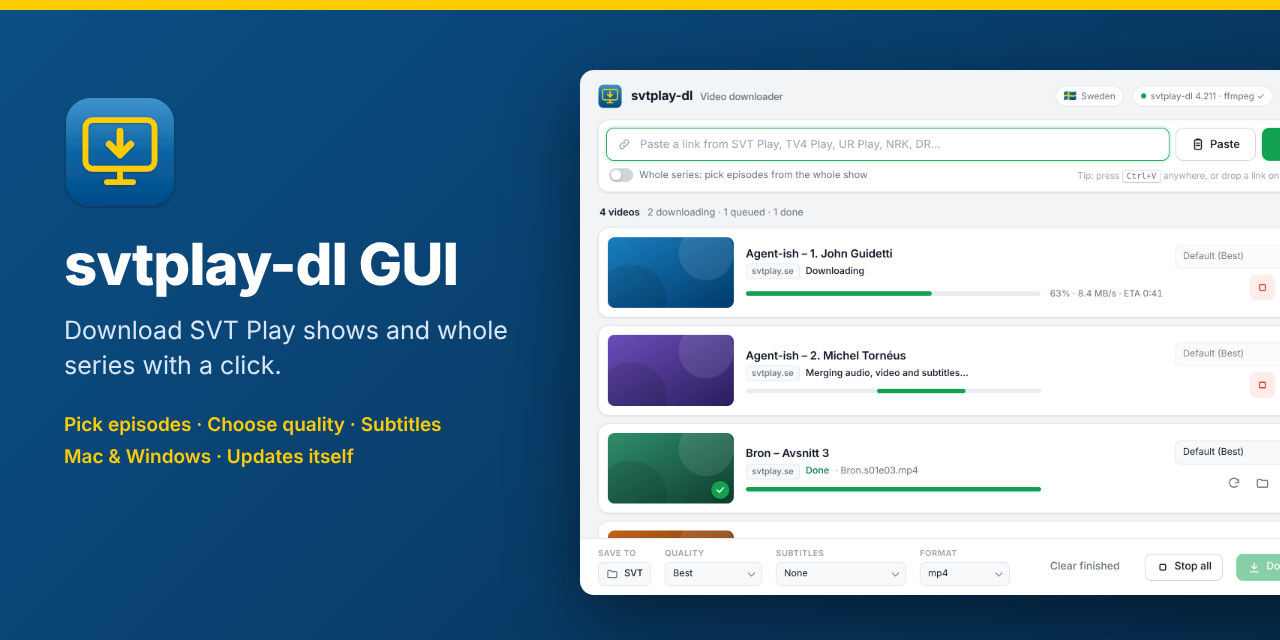 svtplay-dl GUI
Download SVT Play shows and whole
series with a click.
Pick episodes · Choose quality · Subtitles
Mac & Windows · Updates itself
svtplay-dl Video downloader
Sweden
svtplay-dl 4.211 · ffmpeg ✓
Paste a link from SVT Play, TV4 Play, UR Play, NRK, DR...
Paste
Whole series: pick episodes from the whole show
Tip: press Ctrl+V anywhere, or drop a link on
4 videos 2 downloading · 1 queued · 1 done
Agent-ish – 1. John Guidetti
svtplay.se Downloading
63% · 8.4 MB/s · ETA 0:41
Default (Best)
Agent-ish – 2. Michel Tornéus
svtplay.se Merging audio, video and subtitles...
Default (Best)
Bron – Avsnitt 3
svtplay.se Done · Bron.s01e03.mp4
Default (Best)
SAVE TO QUALITY SUBTITLES FORMAT
SVT Best None mp4
Clear finished
Stop all